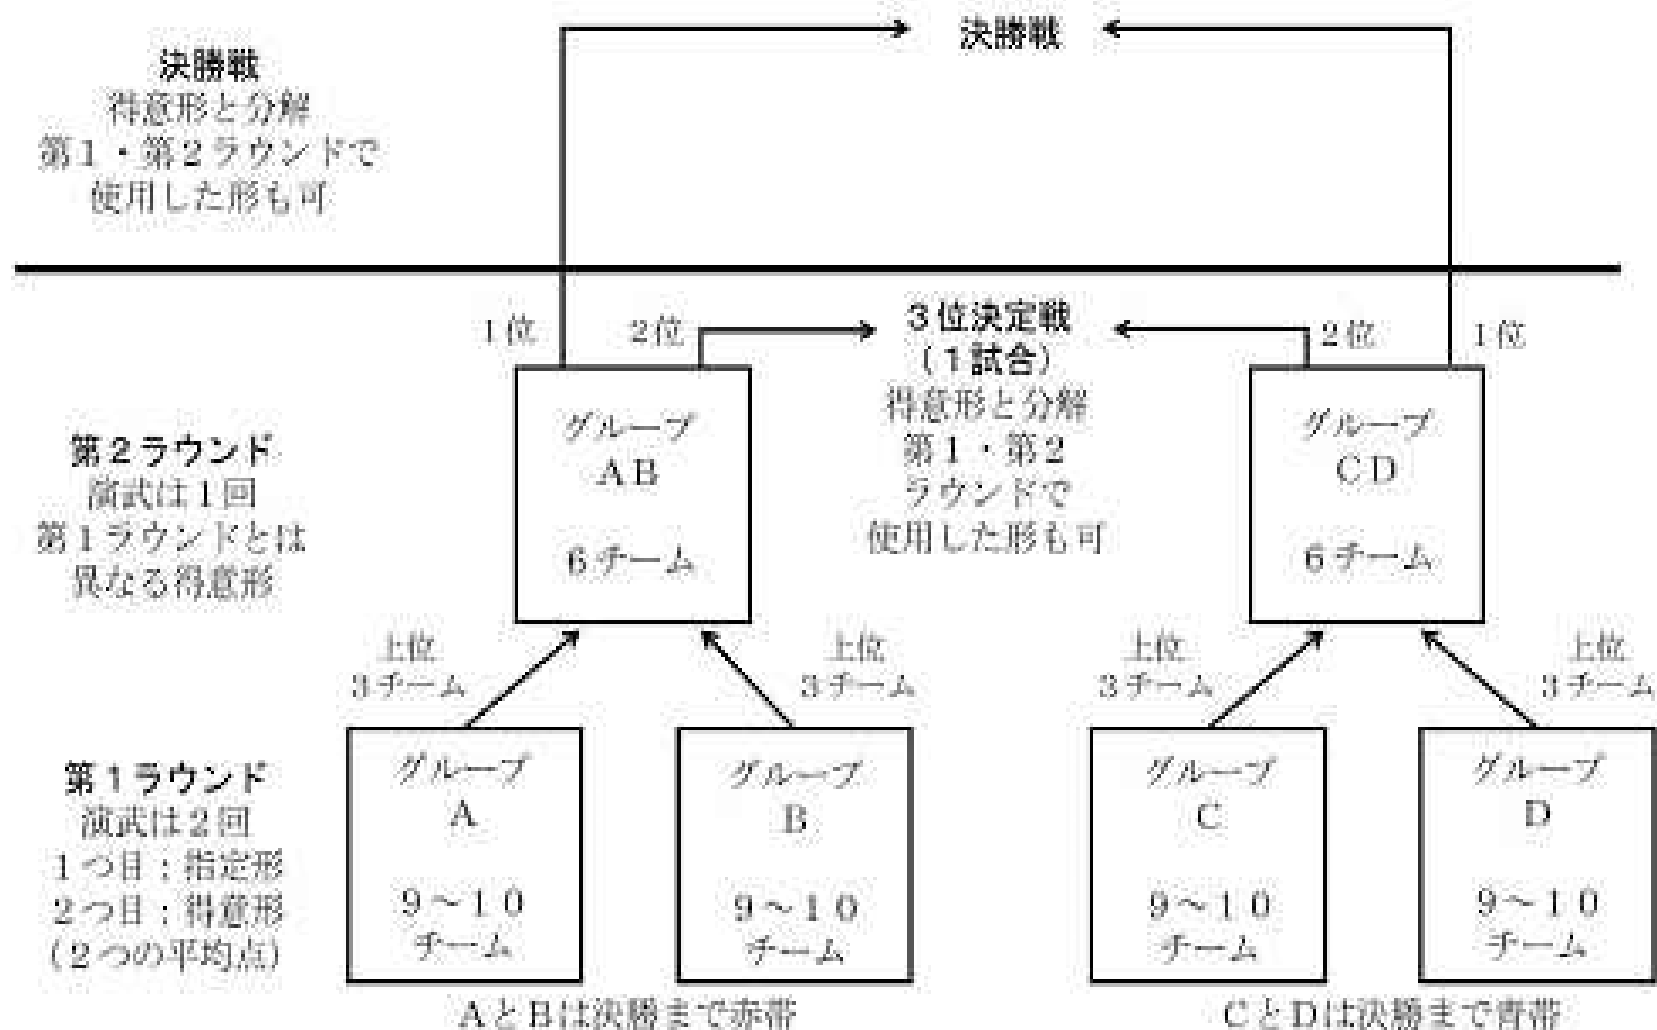 決勝戦
決勝戦
得意形と分解
第1・第2ラウンドで
使用した形も可
1位
2位
3位決定戦
(1試合)
得意形と分解
第1・第2
ラウンドで
使用した形も可
2位
1位
第2ラウンド
演武は1回
第1ラウンドとは
異なる得意形
グループ
AB
6チーム
グループ
CD
6チーム
上位
3チーム
上位
3チーム
上位
3チーム
上位
3チーム
第1ラウンド
演武は2回
1つ目:指定形
2つ目:得意形
(2つの平均点)
グループ
A
9〜10
チーム
グループ
B
9〜10
チーム
グループ
C
9〜10
チーム
グループ
D
9〜10
チーム
AとBは決勝まで赤帯
CとDは決勝まで青帯